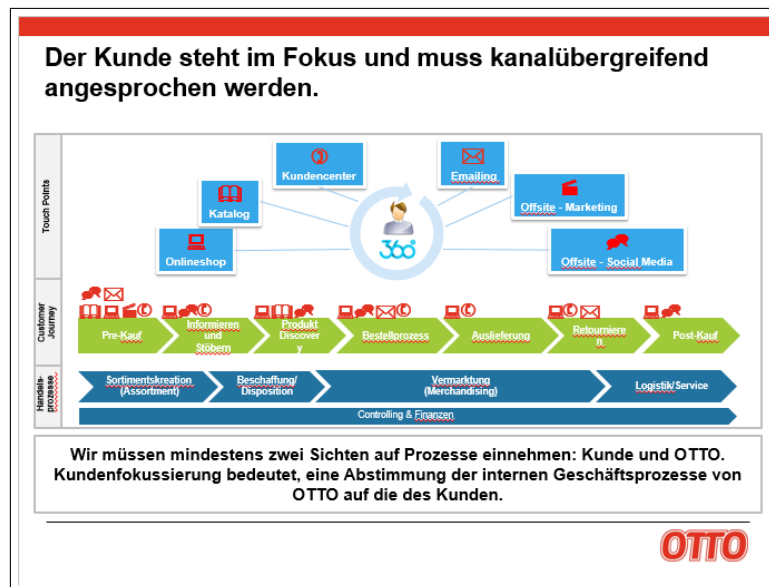 Der Kunde steht im Fokus und muss kanalübergreifend
angesprochen werden.
Touch Points
Kundencenter
Emailing
Katalog
Offsite - Marketing
Onlineshop
Offsite - Social Media
360°
Customer
Journey
Pre-Kauf
Informieren
und
Stöbern
Produkt
Discover
y
Bestellprozess
Auslieferung
Retourniere
n
Post-Kauf
Handels-
prozesse
Sortimentskreation
(Assortment)
Beschaffung/
Disposition
Vermarktung
(Merchandising)
Logistik/Service
Controlling & Finanzen
Wir müssen mindestens zwei Sichten auf Prozesse einnehmen: Kunde und OTTO.
Kundenfokussierung bedeutet, eine Abstimmung der internen Geschäftsprozesse von
OTTO auf die des Kunden.
OTTO